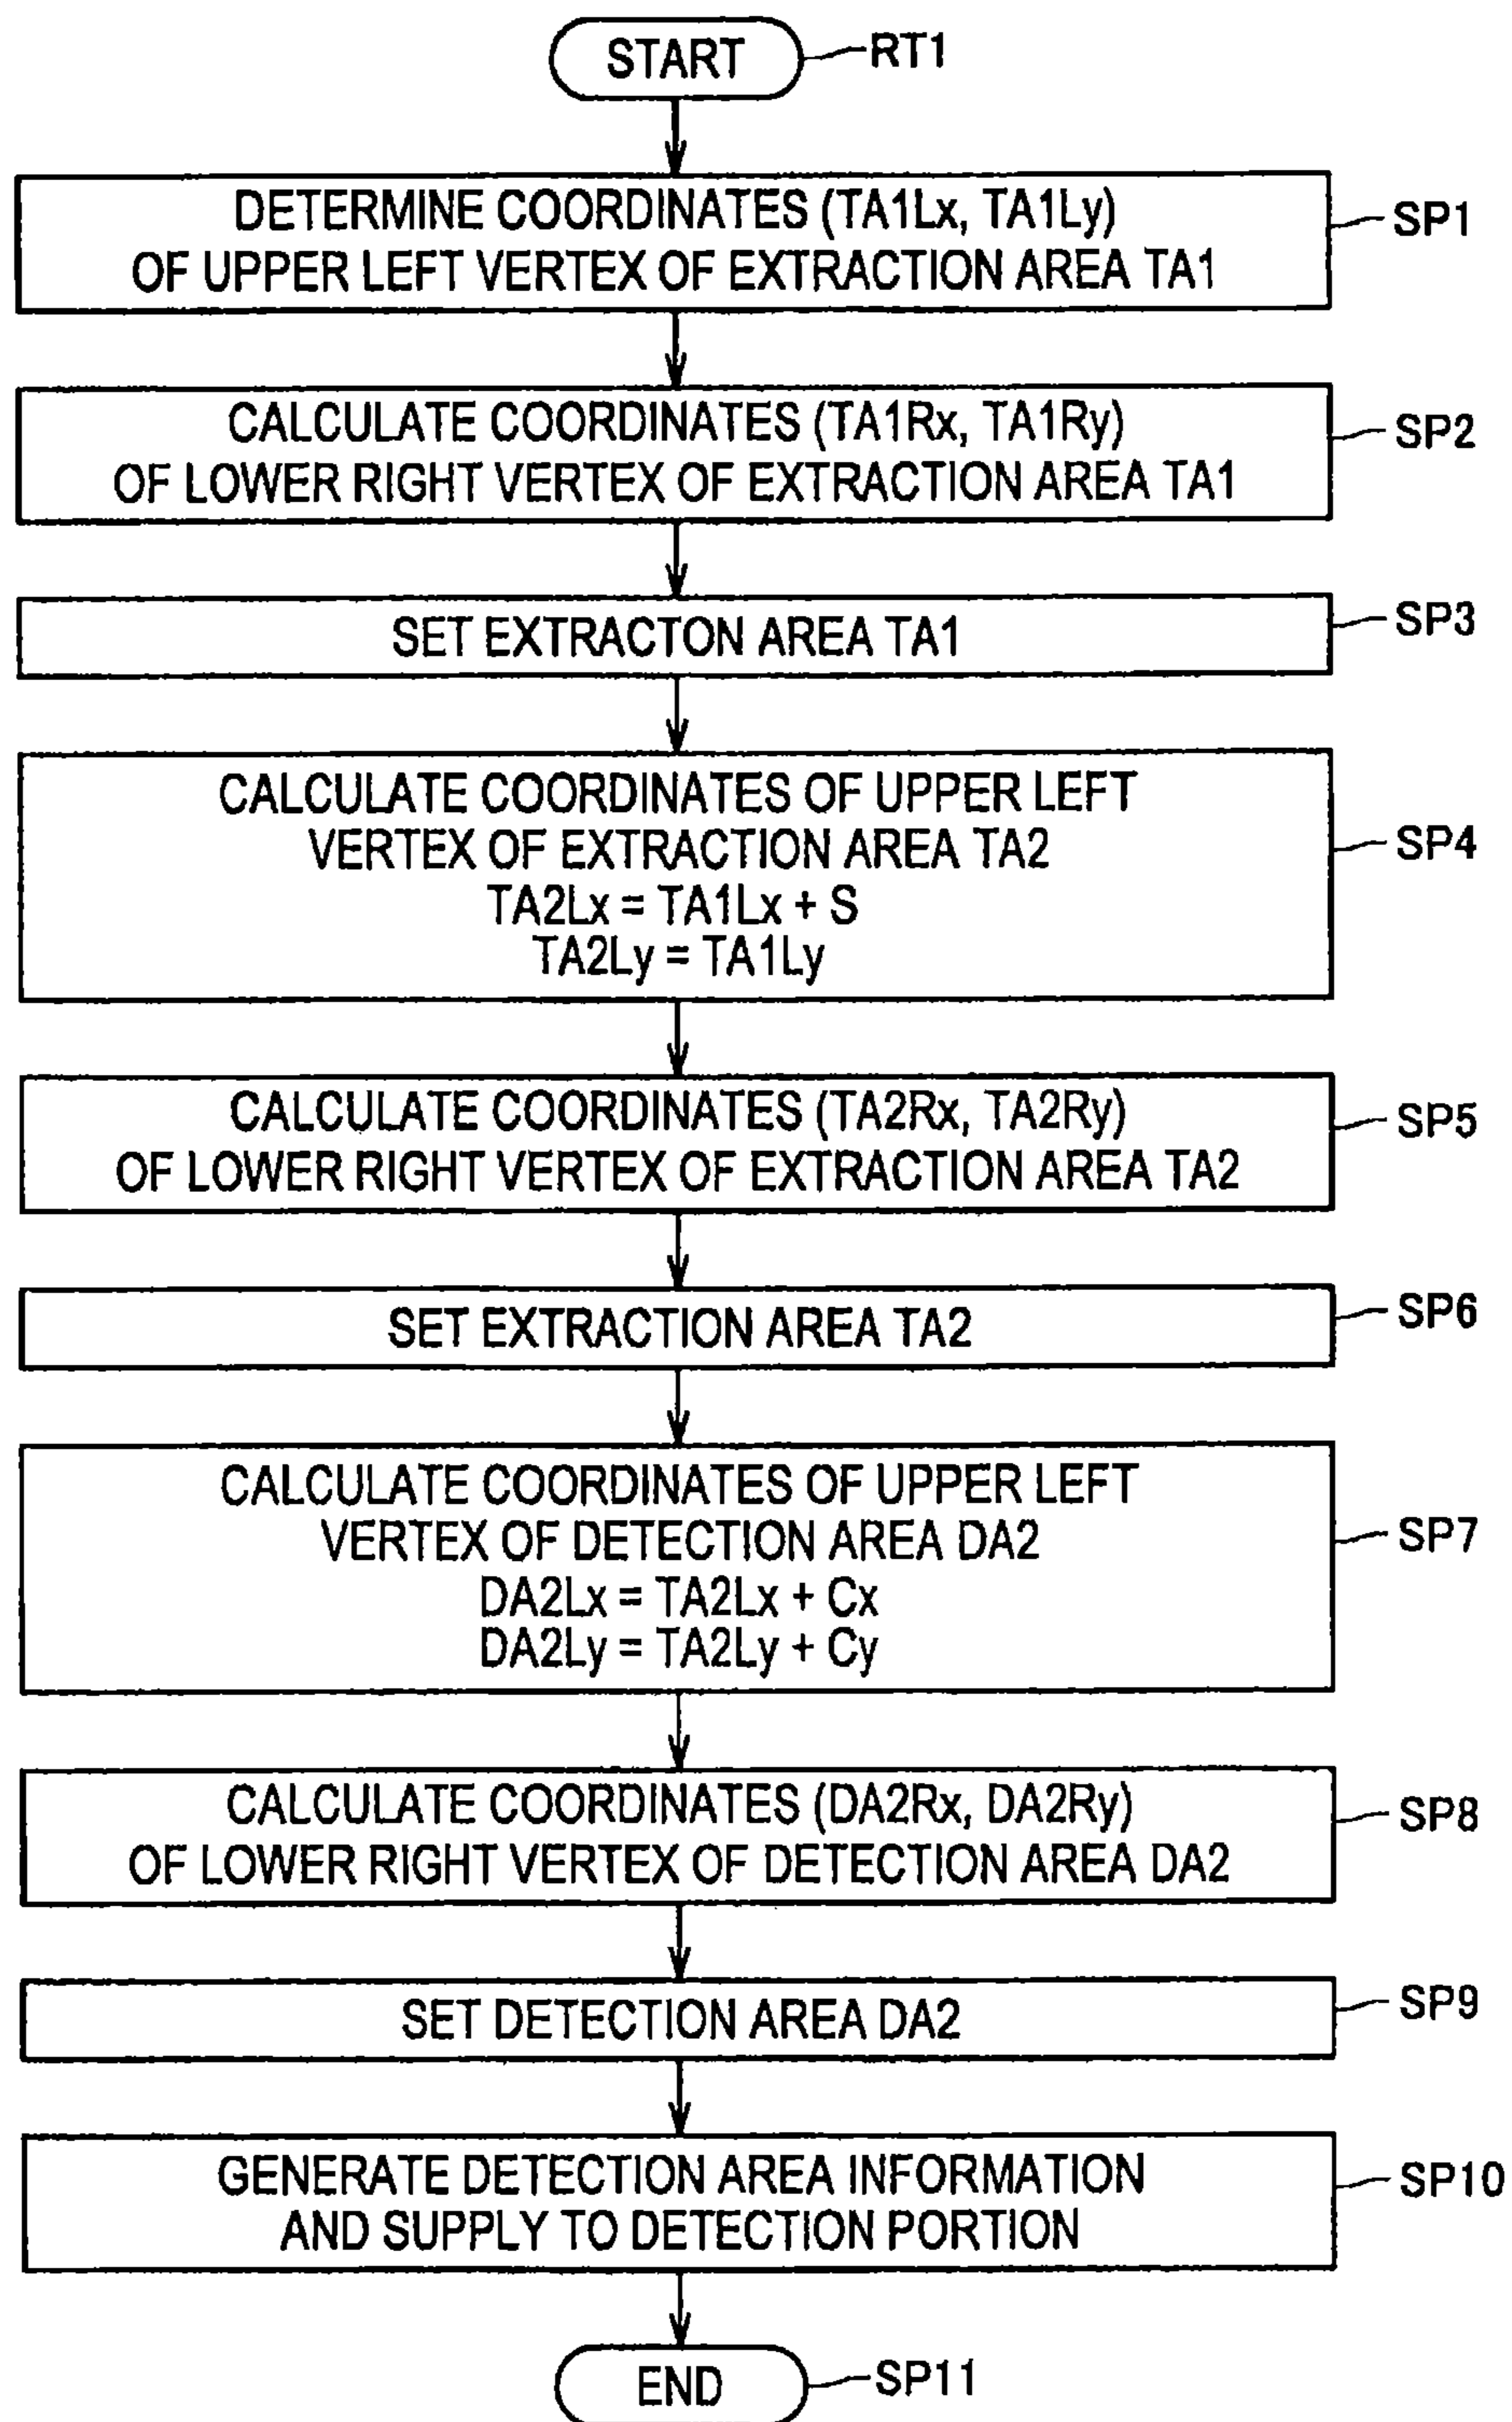 START
RT1
DETERMINE COORDINATES (TA1Lx, TA1Ly)
OF UPPER LEFT VERTEX OF EXTRACTION AREA TA1
SP1
CALCULATE COORDINATES (TA1Rx, TA1Ry)
OF LOWER RIGHT VERTEX OF EXTRACTION AREA TA1
SP2
SET EXTRACTON AREA TA1
SP3
CALCULATE COORDINATES OF UPPER LEFT
VERTEX OF EXTRACTION AREA TA2
TA2Lx = TA1Lx + S
TA2Ly = TA1Ly
SP4
CALCULATE COORDINATES (TA2Rx, TA2Ry)
OF LOWER RIGHT VERTEX OF EXTRACTION AREA TA2
SP5
SET EXTRACTION AREA TA2
SP6
CALCULATE COORDINATES OF UPPER LEFT
VERTEX OF DETECTION AREA DA2
DA2Lx = TA2Lx + Cx
DA2Ly = TA2Ly + Cy
SP7
CALCULATE COORDINATES (DA2Rx, DA2Ry)
OF LOWER RIGHT VERTEX OF DETECTION AREA DA2
SP8
SET DETECTION AREA DA2
SP9
GENERATE DETECTION AREA INFORMATION
AND SUPPLY TO DETECTION PORTION
SP10
END
SP11